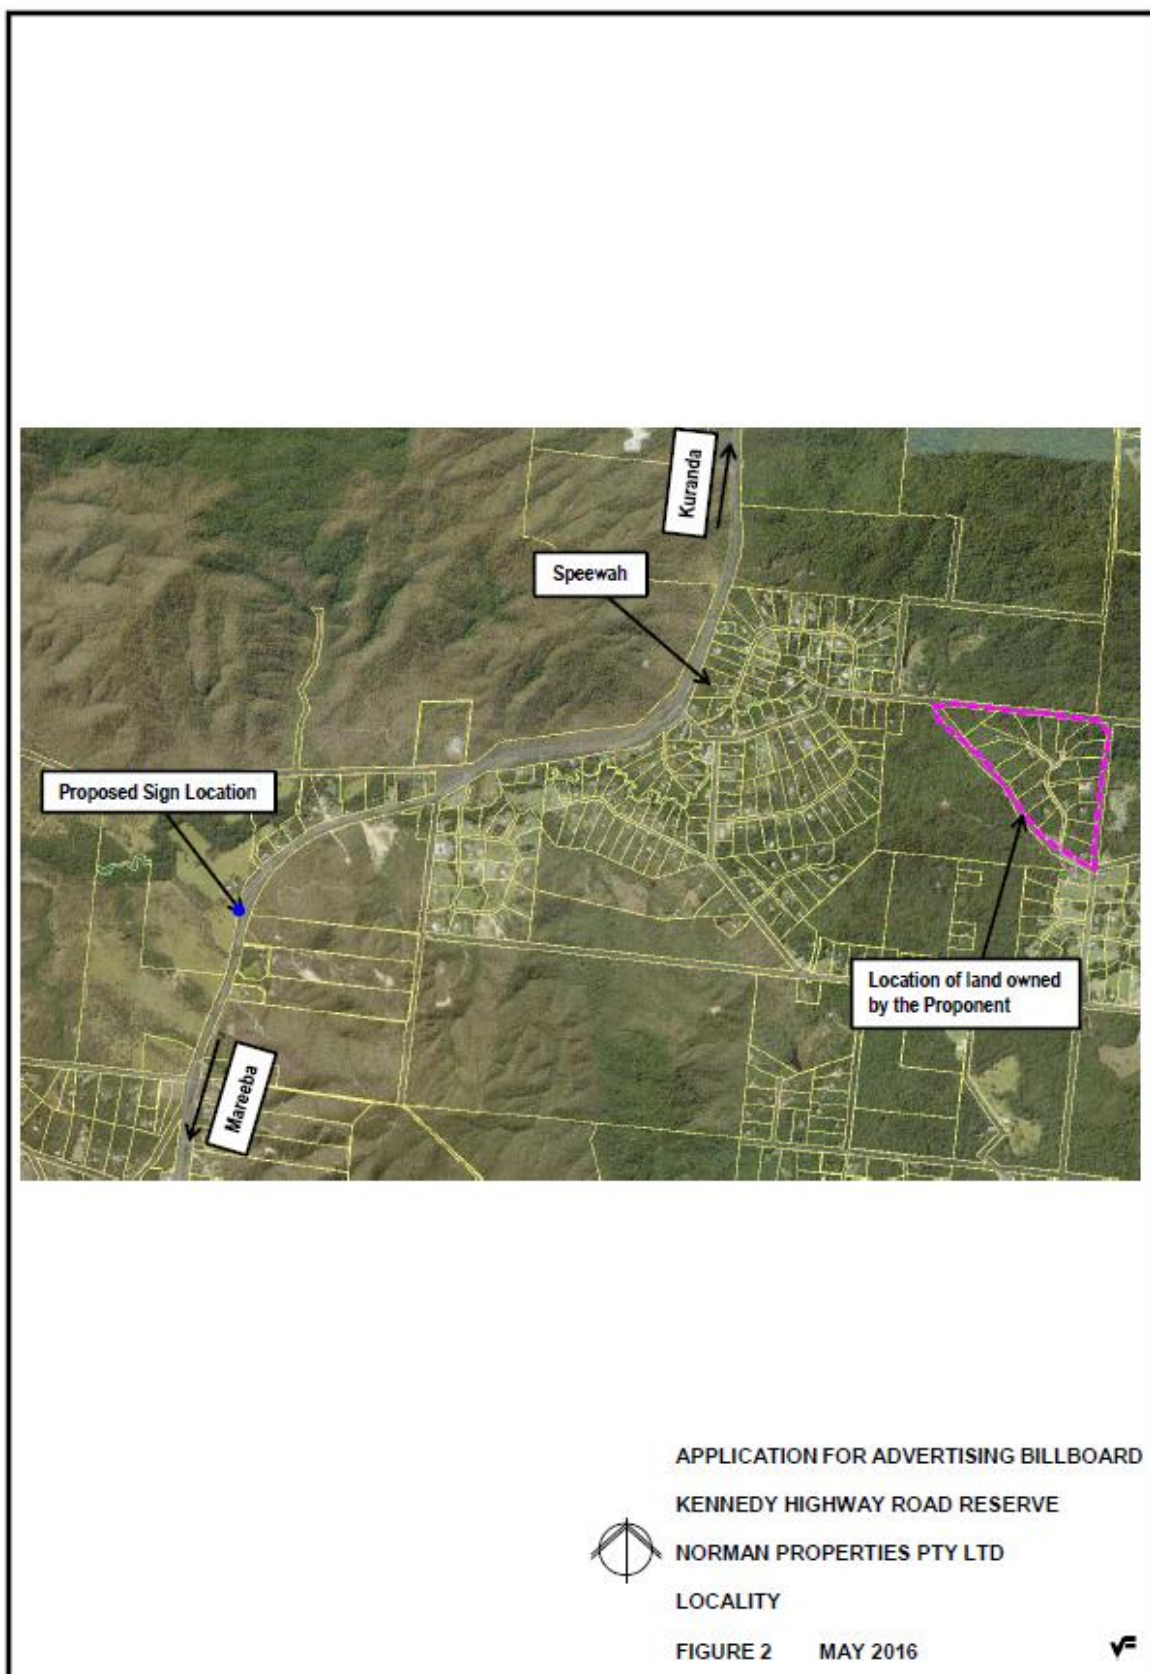 Kuranda
Speewah
Proposed Sign Location
Location of land owned
by the Proponent
Mareeba
APPLICATION FOR ADVERTISING BILLBOARD
KENNEDY HIGHWAY ROAD RESERVE
NORMAN PROPERTIES PTY LTD
LOCALITY
FIGURE 2 MAY 2016